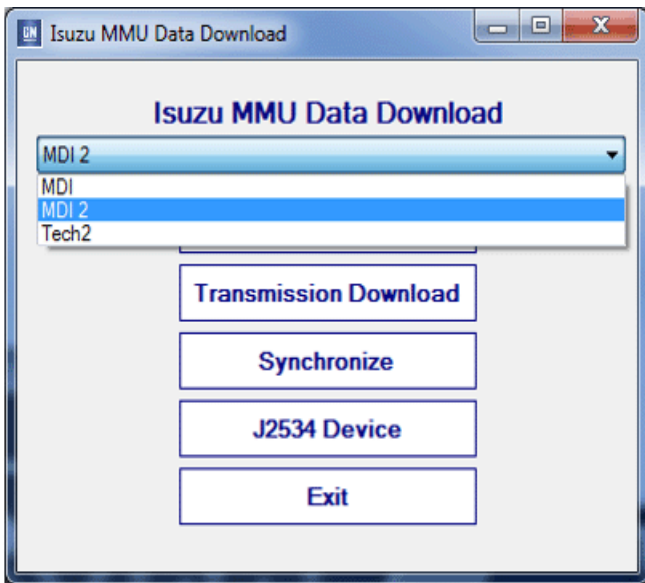 GM Isuzu MMU Data Download
Isuzu MMU Data Download
MDI 2
MDI
MDI 2
Tech2
Transmission Download
Synchronize
J2534 Device
Exit